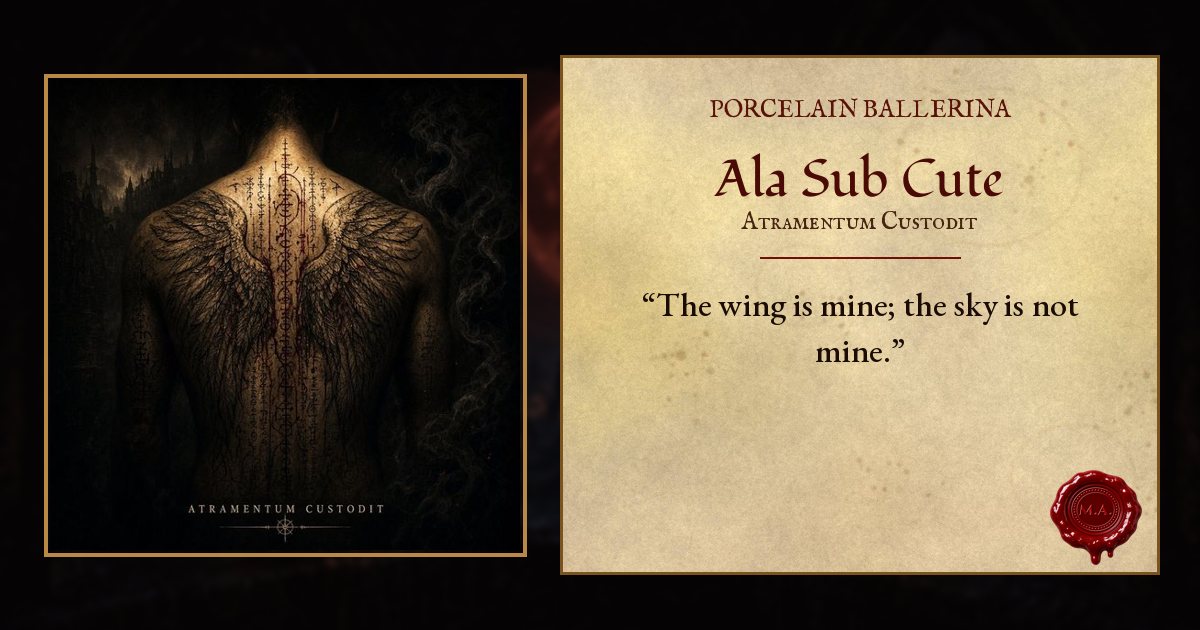 ATRAMENTUM CUSTODIT
PORCELAIN BALLERINA
Ala Sub Cute
Atramentum Custodit
“The wing is mine; the sky is not
mine.”
M.A.